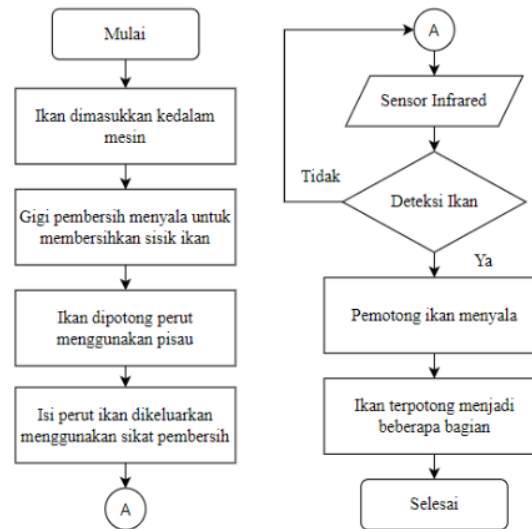 Mulai
Ikan dimasukkan kedalam
mesin
Gigi pembersih menyala untuk
membersihkan sisik ikan
Ikan dipotong perut
menggunakan pisau
Isi perut ikan dikeluarkan
menggunakan sikat pembersih
A
A
Sensor Infrared
Deteksi Ikan
Tidak
Ya
Pemotong ikan menyala
Ikan terpotong menjadi
beberapa bagian
Selesai